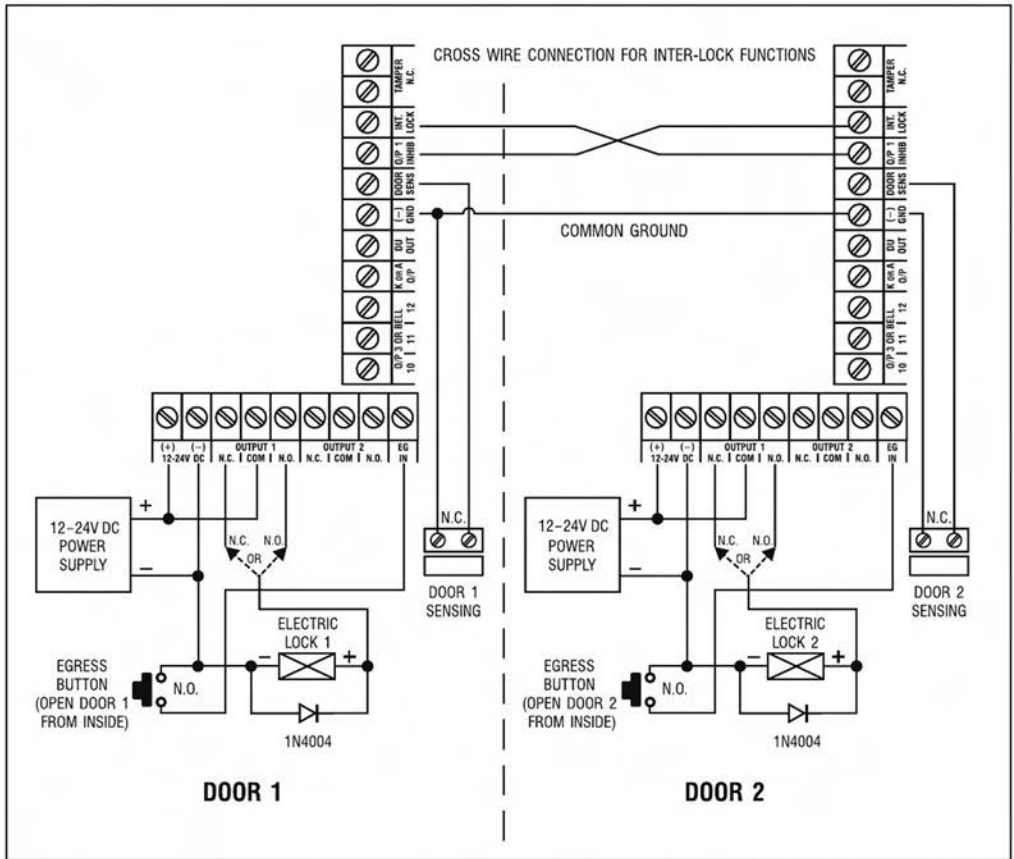 CROSS WIRE CONNECTION FOR INTER-LOCK FUNCTIONS
TAMPER
N.C.
INT.
LOCK
O/P 1
INHIB
DOOR
SENS
(–)
GND
DU
OUT
K OR A
O/P
O/P 3 OR BELL
10 | 11 | 12
TAMPER
N.C.
INT.
LOCK
O/P 1
INHIB
DOOR
SENS
(–)
GND
DU
OUT
K OR A
O/P
O/P 3 OR BELL
10 | 11 | 12
COMMON GROUND
(+) (–) OUTPUT 1 OUTPUT 2 EG
12-24V DC N.C. | COM | N.O. N.C. | COM | N.O. IN
+
12–24V DC
POWER
SUPPLY
–
N.C. N.O.
OR
N.C.
DOOR 1
SENSING
ELECTRIC
LOCK 1
– +
EGRESS
BUTTON
(OPEN DOOR 1
FROM INSIDE)
N.O.
1N4004
DOOR 1
(+) (–) OUTPUT 1 OUTPUT 2 EG
12-24V DC N.C. | COM | N.O. N.C. | COM | N.O. IN
+
12–24V DC
POWER
SUPPLY
–
N.C. N.O.
OR
N.C.
DOOR 2
SENSING
ELECTRIC
LOCK 2
– +
EGRESS
BUTTON
(OPEN DOOR 2
FROM INSIDE)
N.O.
1N4004
DOOR 2